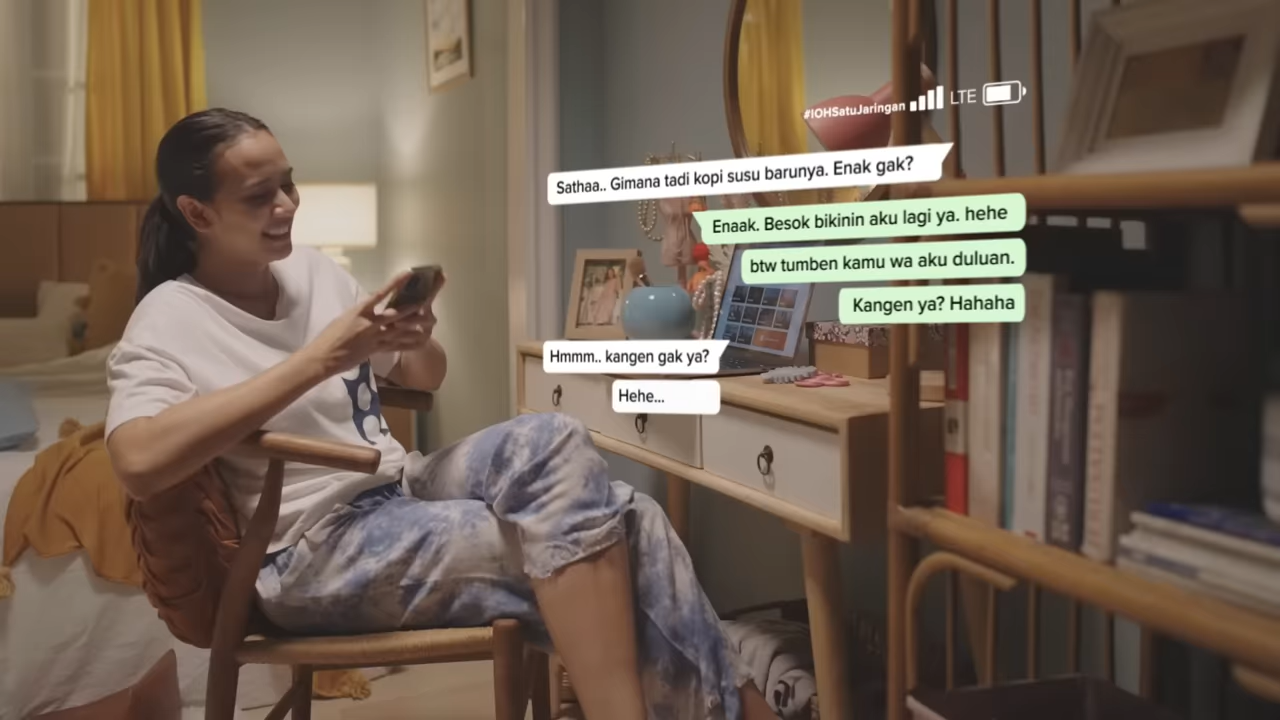 #IOHSatuJaringan LTE
Sathaa.. Gimana tadi kopi susu barunya. Enak gak?
Enaak. Besok bikinin aku lagi ya. hehe
btw tumben kamu wa aku duluan.
Kangen ya? Hahaha
Hmmm.. kangen gak ya?
Hehe...